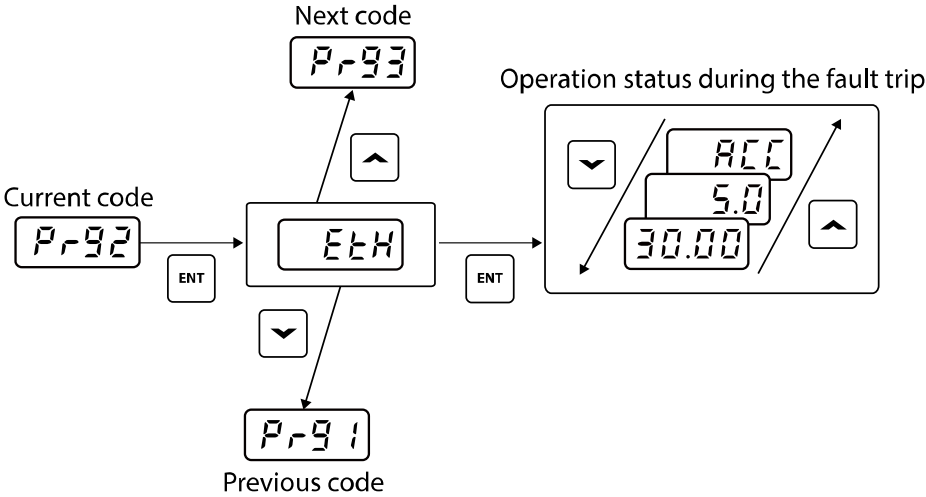 Next code
Pr93
Operation status during the fault trip
ACC
Current code
5.0
Pr92
EtH
30.00
ENT
ENT
Pr91
Previous code